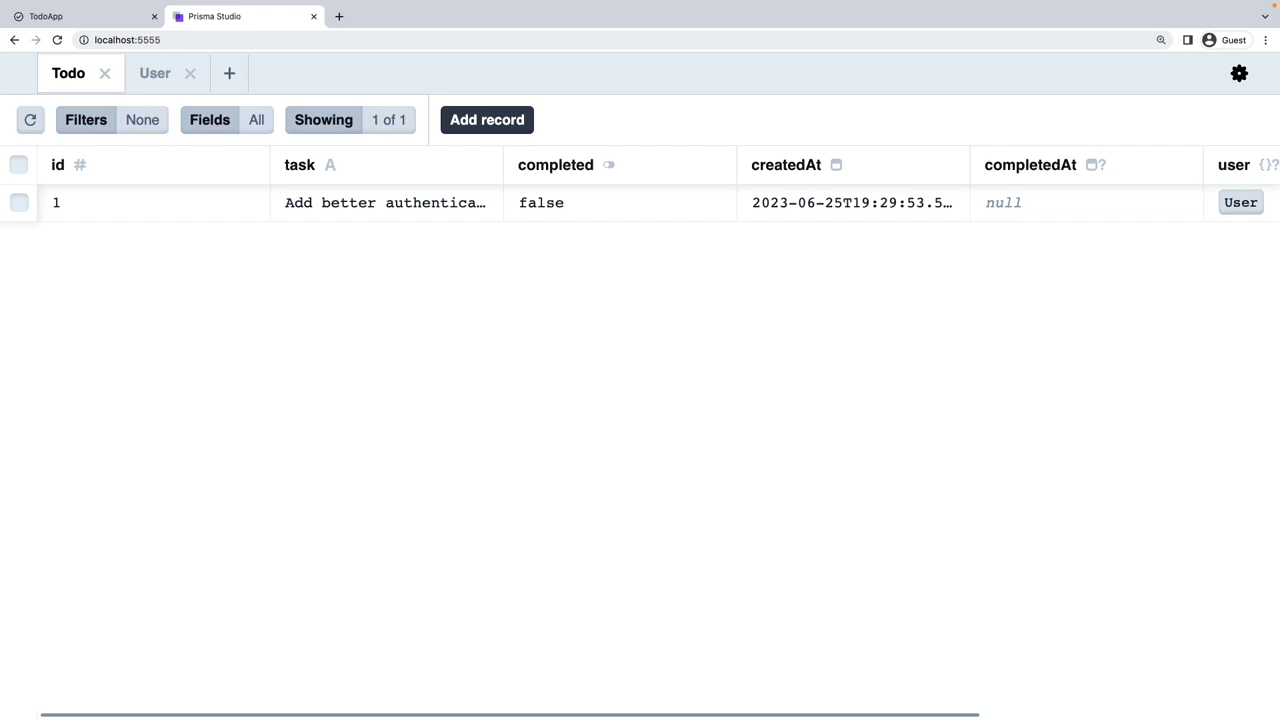 TodoApp
Prisma Studio
localhost:5555
Guest
Todo
User
Filters None Fields All Showing 1 of 1 Add record
id # task A completed createdAt completedAt ? user {}?
1 Add better authentica… false 2023-06-25T19:29:53.5… null User